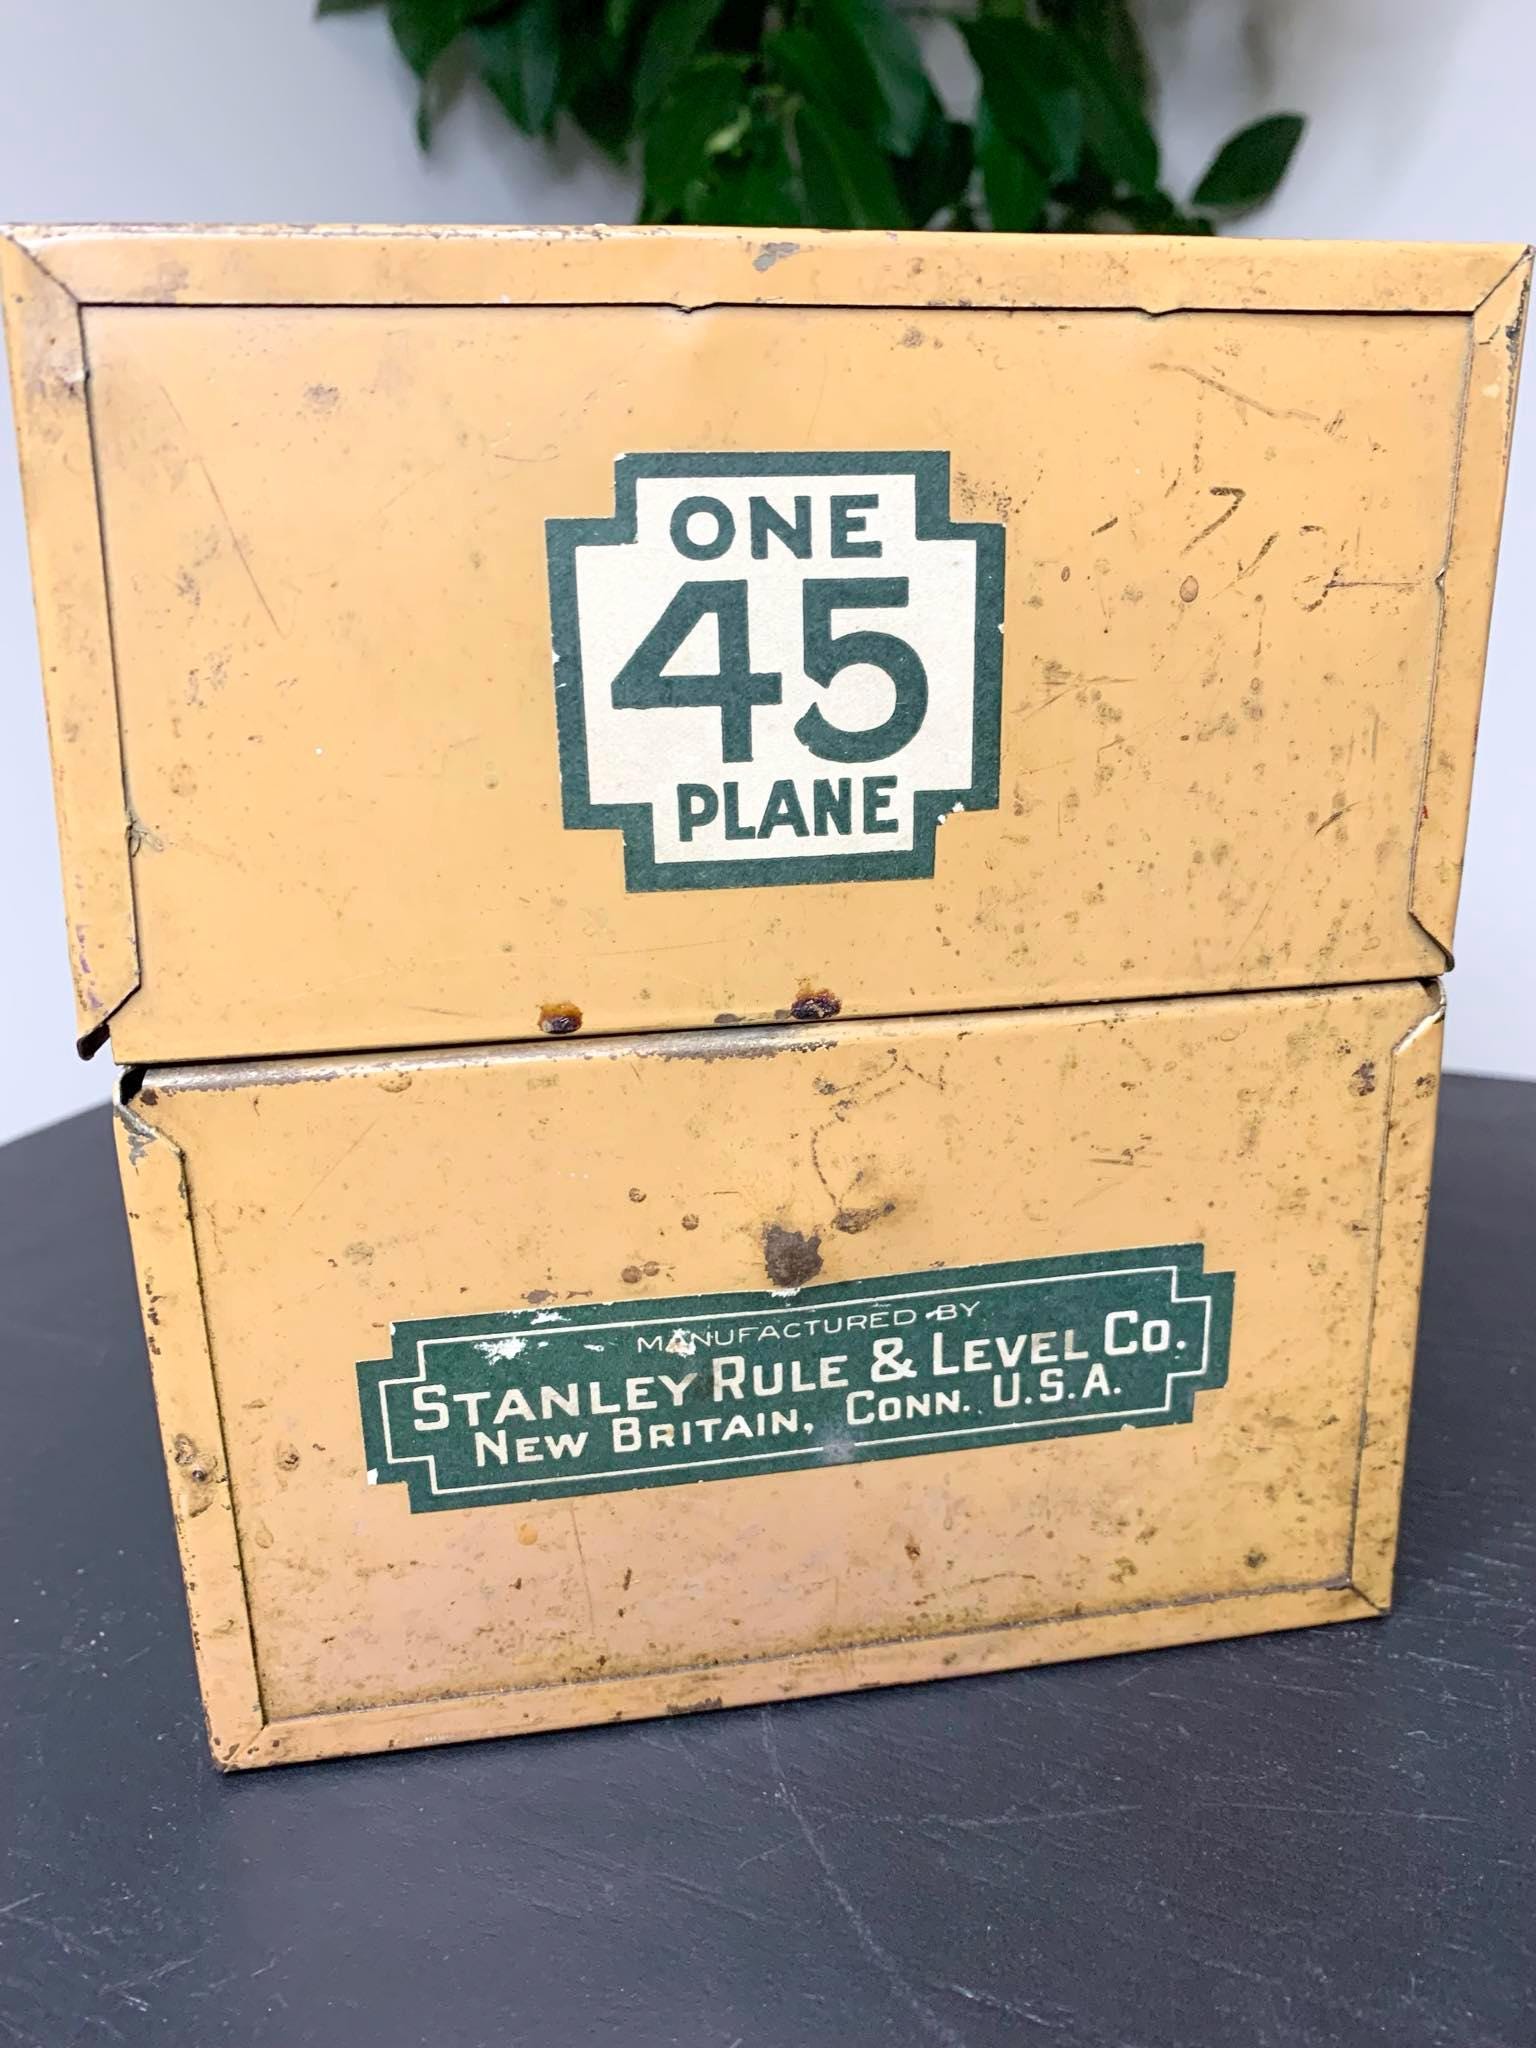 ONE
45
PLANE
MANUFACTURED BY
STANLEY RULE & LEVEL CO.
NEW BRITAIN, CONN. U.S.A.